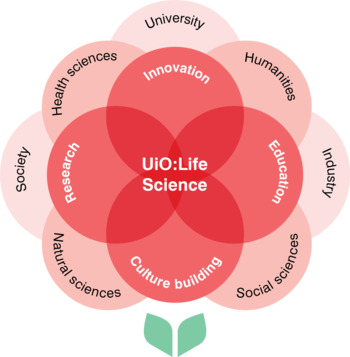 University
Health sciences
Humanities
Innovation
Society
Research
UiO:Life
Science
Education
Industry
Natural sciences
Culture building
Social sciences